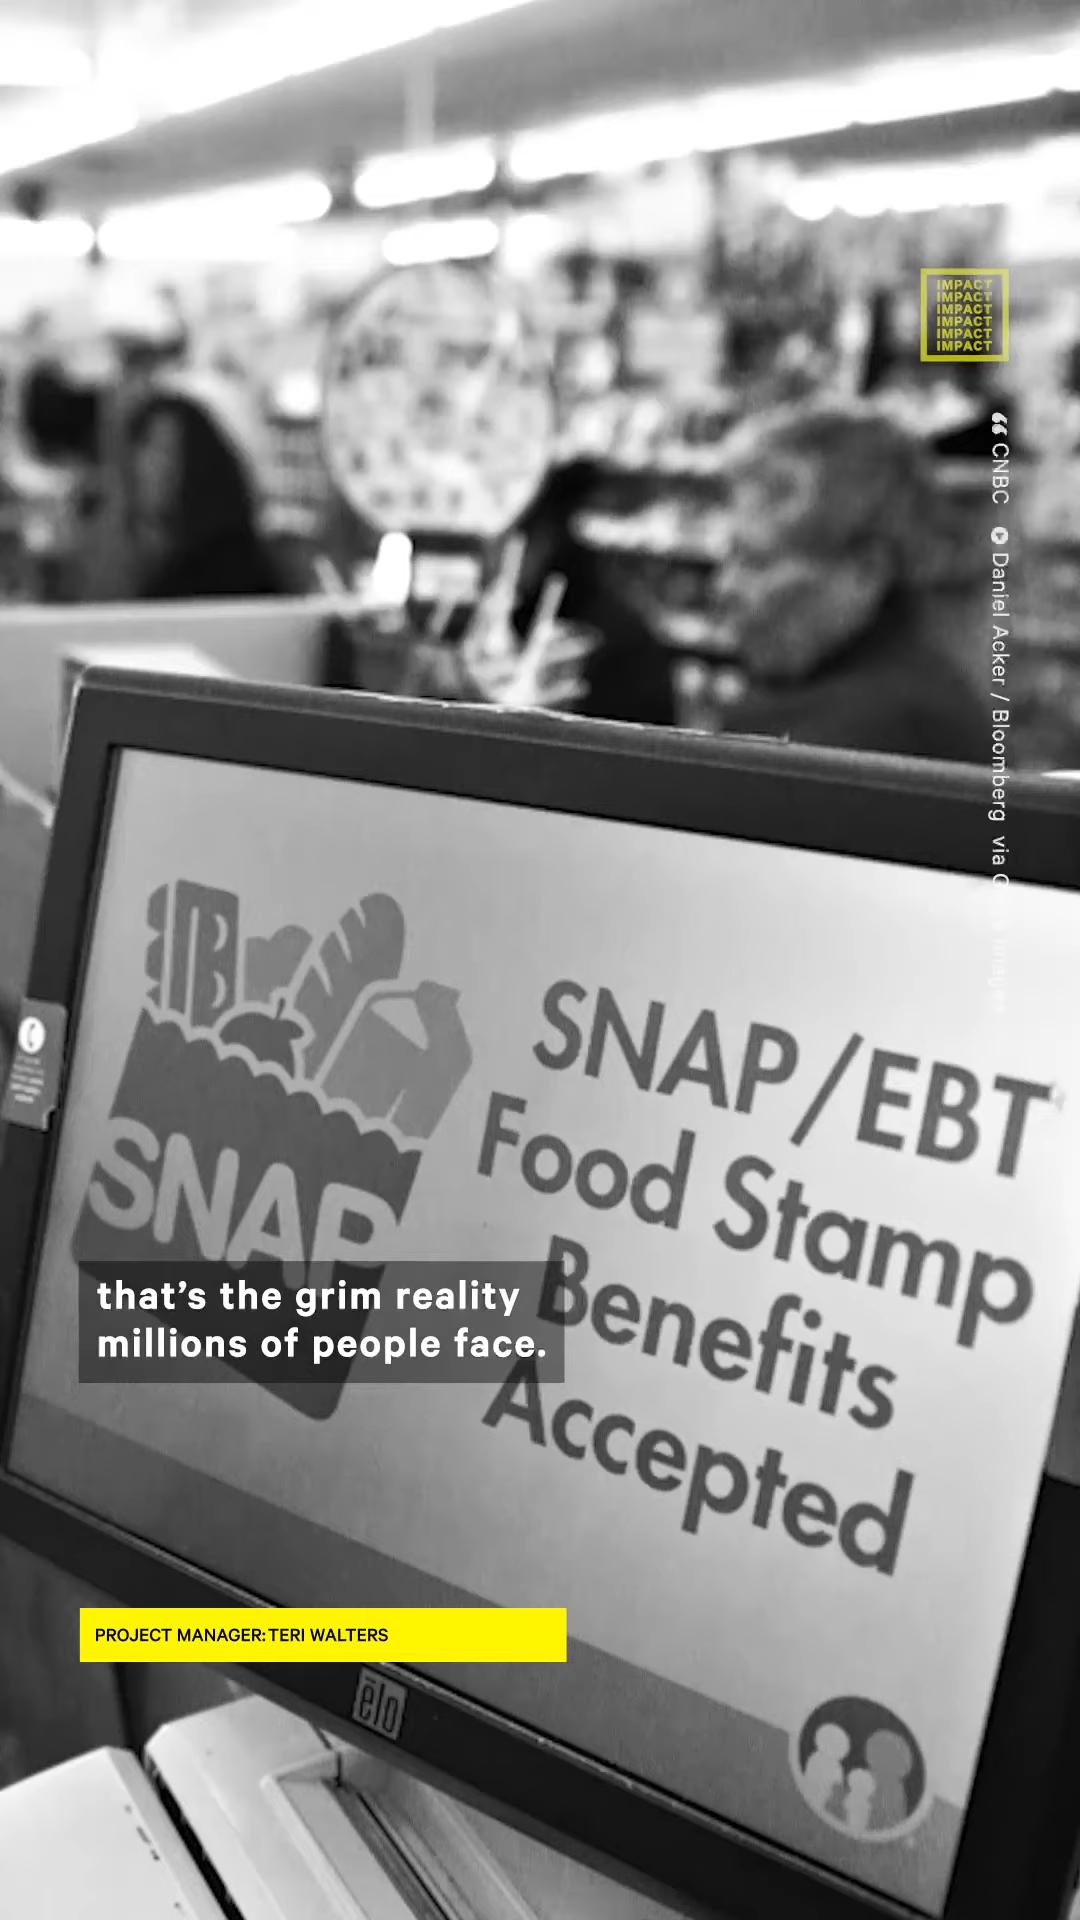 IMPACT
IMPACT
IMPACT
IMPACT
IMPACT
IMPACT
“ CNBC Daniel Acker / Bloomberg via
SNAP/EBT
Food Stamp
Benefits
Accepted
SNAP
that’s the grim reality
millions of people face.
PROJECT MANAGER: TERI WALTERS
elo